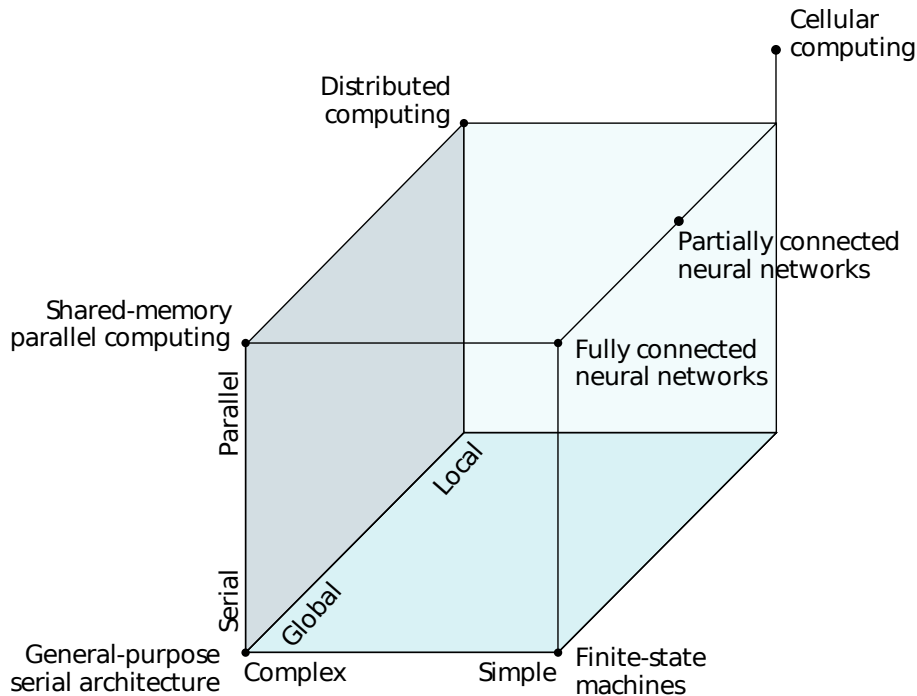 Cellular
computing
Distributed
computing
Partially connected
neural networks
Shared-memory
parallel computing
Fully connected
neural networks
Parallel
Local
Serial
Global
General-purpose
serial architecture
Complex
Simple
Finite-state
machines